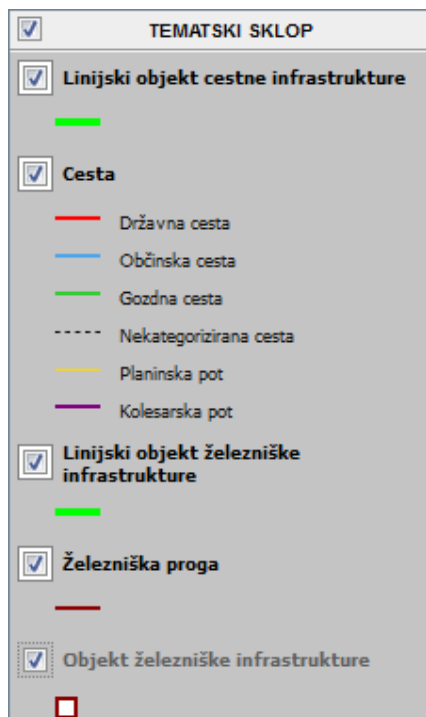 TEMATSKI SKLOP
Linijski objekt cestne infrastrukture
Cesta
Državna cesta
Občinska cesta
Gozdna cesta
Nekategorizirana cesta
Planinska pot
Kolesarska pot
Linijski objekt železniške
infrastrukture
Železniška proga
Objekt železniške infrastrukture